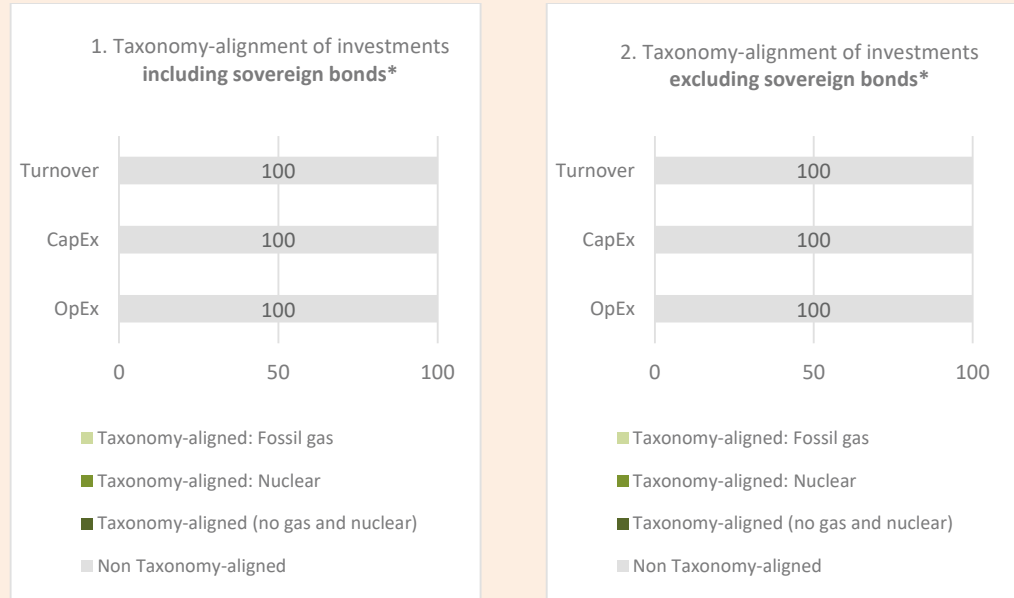 1. Taxonomy-alignment of investments
including sovereign bonds*
Turnover
100
CapEx
100
OpEx
100
0 50 100
Taxonomy-aligned: Fossil gas
Taxonomy-aligned: Nuclear
Taxonomy-aligned (no gas and nuclear)
Non Taxonomy-aligned
2. Taxonomy-alignment of investments
excluding sovereign bonds*
Turnover
100
CapEx
100
OpEx
100
0 50 100
Taxonomy-aligned: Fossil gas
Taxonomy-aligned: Nuclear
Taxonomy-aligned (no gas and nuclear)
Non Taxonomy-aligned